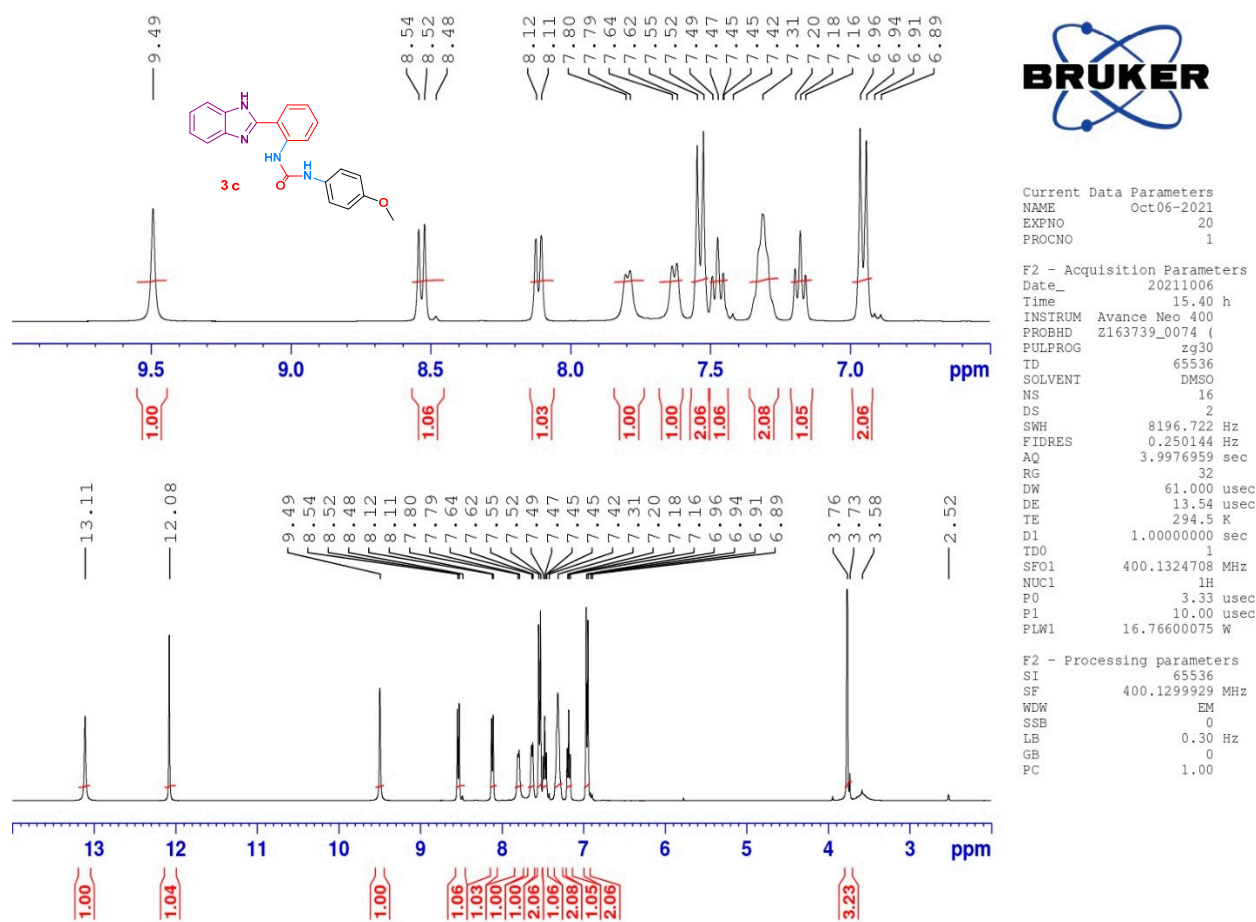 9.49 8.54 8.52 8.48 8.12 8.11 7.80 7.79 7.64 7.62 7.55 7.52 7.49 7.47 7.45 7.45 7.42 7.31 7.20 7.18 7.16 6.96 6.94 6.91 6.89
H
N
N
NH
H
N
O
O
3c
9.5 9.0 8.5 8.0 7.5 7.0 ppm
1.00 1.06 1.03 1.00 1.00 2.06 1.06 2.08 1.05 2.06
13.11 12.08 9.49 8.54 8.52 8.48 8.12 8.11 7.80 7.79 7.64 7.62 7.55 7.52 7.49 7.47 7.45 7.45 7.42 7.31 7.20 7.18 7.16 6.96 6.94 6.91 6.89 3.76 3.73 3.58 2.52
13 12 11 10 9 8 7 6 5 4 3 ppm
1.00 1.04 1.00 1.06 1.03 1.00 1.00 2.06 1.06 2.08 1.05 2.06 3.23
BRUKER
Current Data Parameters
NAME Oct06-2021
EXPNO 20
PROCNO 1
F2 - Acquisition Parameters
Date_ 20211006
Time 15.40 h
INSTRUM Avance Neo 400
PROBHD Z163739_0074 (
PULPROG zg30
TD 65536
SOLVENT DMSO
NS 16
DS 2
SWH 8196.722 Hz
FIDRES 0.250144 Hz
AQ 3.9976959 sec
RG 32
DW 61.000 usec
DE 13.54 usec
TE 294.5 K
D1 1.00000000 sec
TD0 1
SFO1 400.1324708 MHz
NUC1 1H
P0 3.33 usec
P1 10.00 usec
PLW1 16.76600075 W
F2 - Processing parameters
SI 65536
SF 400.1299929 MHz
WDW EM
SSB 0
LB 0.30 Hz
GB 0
PC 1.00